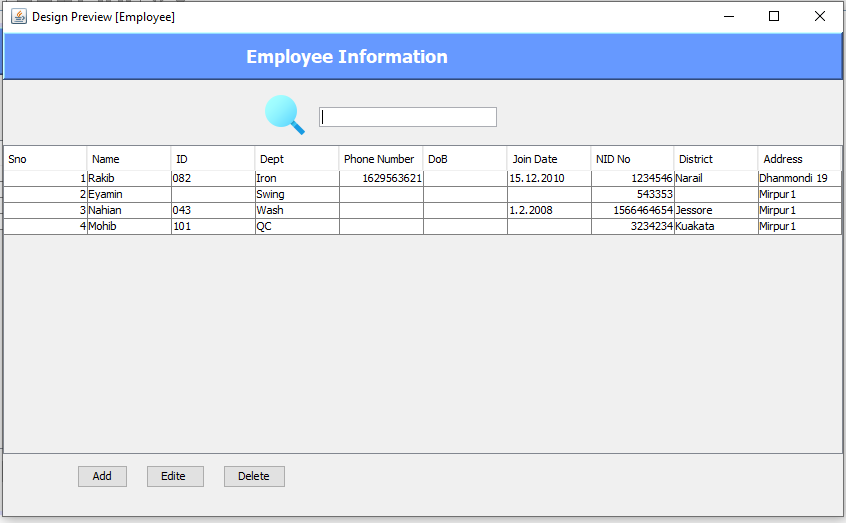 Design Preview [Employee]
Employee Information
Sno Name ID Dept Phone Number DoB Join Date NID No District Address
1 Rakib 082 Iron 1629563621 15.12.2010 1234546 Narail Dhanmondi 19
2 Eyamin Swing 543353 Mirpur1
3 Nahian 043 Wash 1.2.2008 1566464654 Jessore Mirpur1
4 Mohib 101 QC 3234234 Kuakata Mirpur1
Add Edite Delete